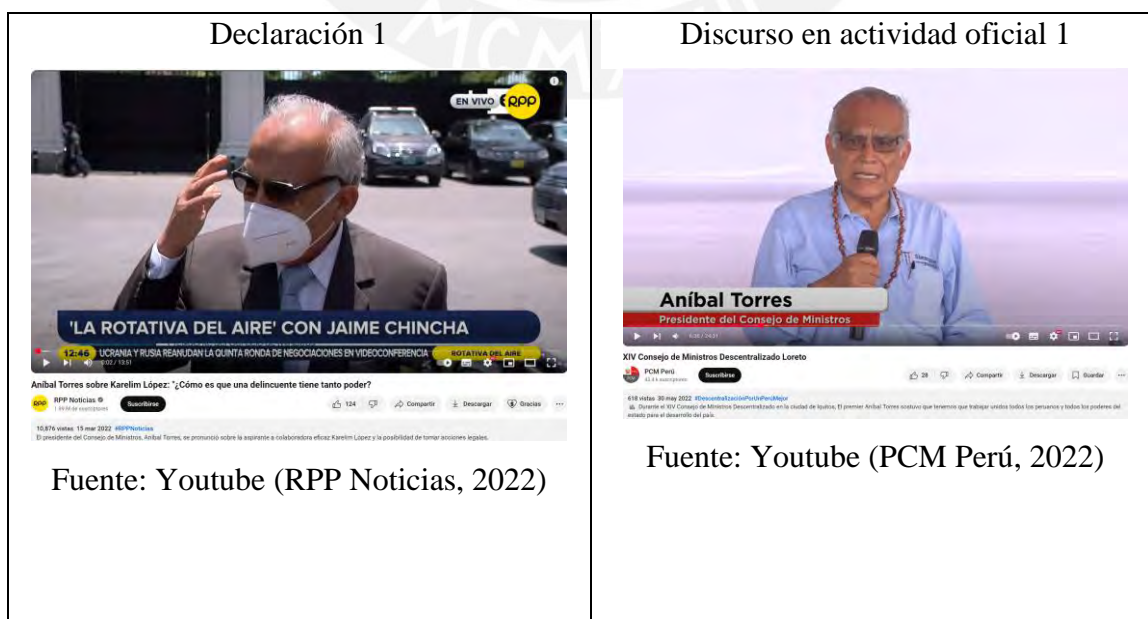 Declaración 1
EN VIVO RPP
'LA ROTATIVA DEL AIRE' CON JAIME CHINCHA
12:46 UCRANIA Y RUSIA REANUDAN LA QUINTA RONDA DE NEGOCIACIONES EN VIDEOCONFERENCIA ROTATIVA DEL AIRE
0:02 / 13:51
Aníbal Torres sobre Karelim López: "¿Cómo es que una delincuente tiene tanto poder?
RPP Noticias
Suscribirse
124
Compartir
Descargar
Gracias
10,876 vistas 15 mar 2022 #RPPNoticias
El presidente del Consejo de Ministros, Aníbal Torres, se pronunció sobre la aspirante a colaboradora eficaz Karelim López y la posibilidad de tomar acciones legales.
Fuente: Youtube (RPP Noticias, 2022)
Discurso en actividad oficial 1
Aníbal Torres
Presidente del Consejo de Ministros
XIV Consejo de Ministros Descentralizado Loreto
PCM Perú
Suscribirse
28
Compartir
Descargar
Guardar
618 vistas 30 may 2022 #DescentralizaciónPorUnPerúMejor
Durante el XIV Consejo de Ministros Descentralizado en la ciudad de Iquitos, El premier Aníbal Torres sostuvo que tenemos que trabajar unidos todos los peruanos y todos los poderes del
estado para el desarrollo del país.
Fuente: Youtube (PCM Perú, 2022)